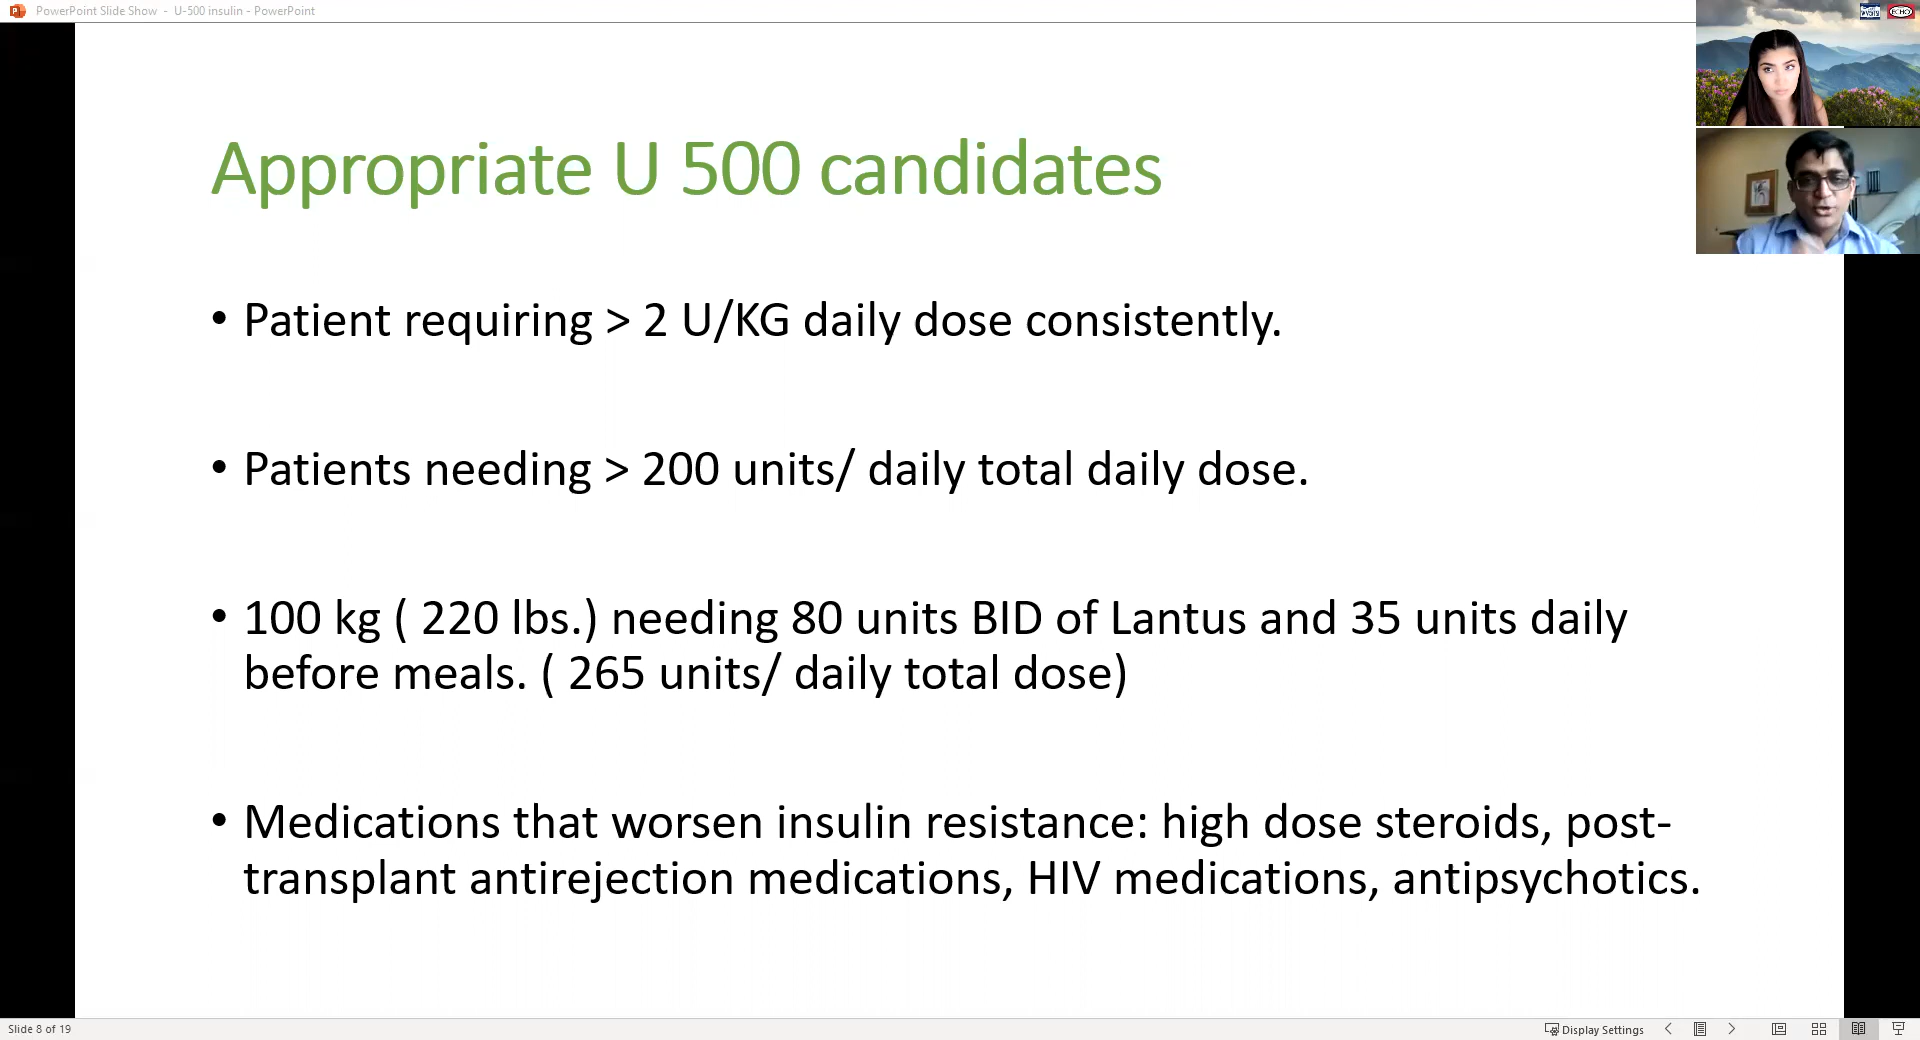 PowerPoint Slide Show - U-500 insulin - PowerPoint
ECHO
Appropriate U 500 candidates
• Patient requiring > 2 U/KG daily dose consistently.
• Patients needing > 200 units/ daily total daily dose.
• 100 kg ( 220 lbs.) needing 80 units BID of Lantus and 35 units daily
before meals. ( 265 units/ daily total dose)
• Medications that worsen insulin resistance: high dose steroids, post-
transplant antirejection medications, HIV medications, antipsychotics.
Slide 8 of 19
Display Settings